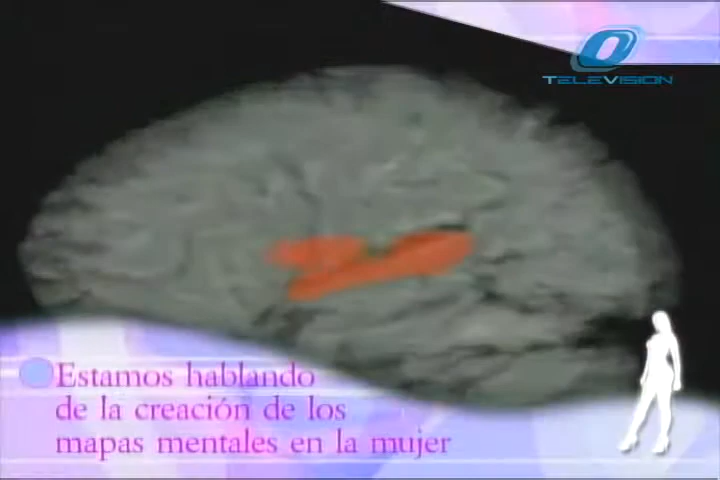 TELEVISION
Estamos hablando
de la creación de los
mapas mentales en la mujer